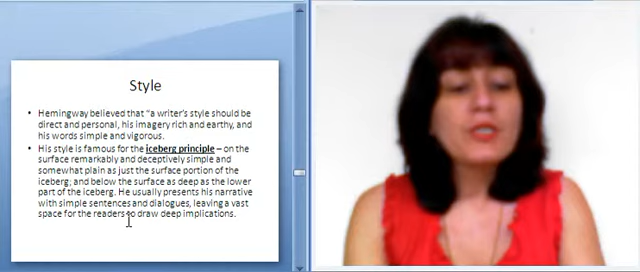 Style
• Hemingway believed that “a writer’s style should be
direct and personal, his imagery rich and earthy, and
his words simple and vigorous.
• His style is famous for the iceberg principle – on the
surface remarkably and deceptively simple and
somewhat plain as just the surface portion of the
iceberg; and below the surface as deep as the lower
part of the iceberg. He usually presents his narrative
with simple sentences and dialogues, leaving a vast
space for the readers to draw deep implications.